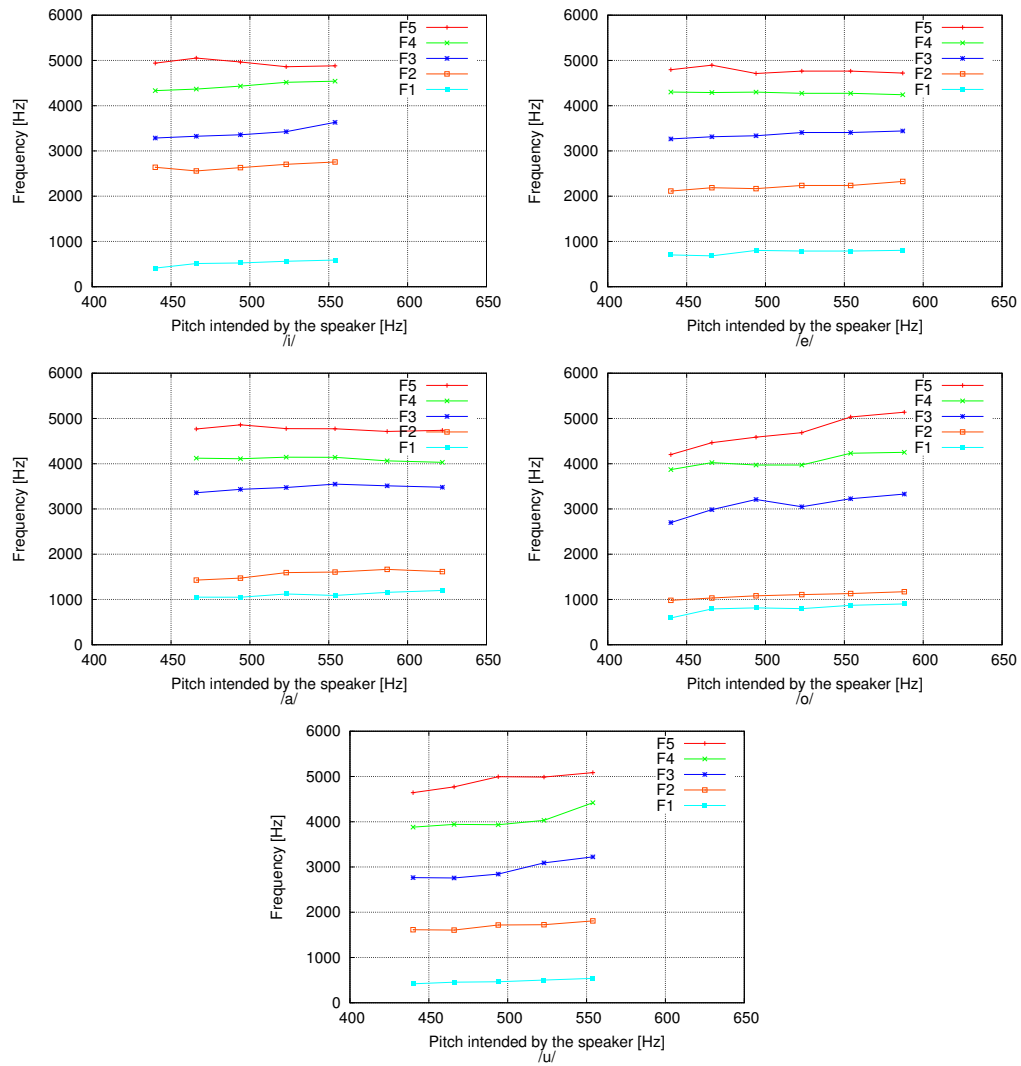 6000
5000
4000
3000
2000
1000
0
Frequency [Hz]
F5
F4
F3
F2
F1
400 450 500 550 600 650
Pitch intended by the speaker [Hz]
/i/
6000
5000
4000
3000
2000
1000
0
Frequency [Hz]
F5
F4
F3
F2
F1
400 450 500 550 600 650
Pitch intended by the speaker [Hz]
/e/
6000
5000
4000
3000
2000
1000
0
Frequency [Hz]
F5
F4
F3
F2
F1
400 450 500 550 600 650
Pitch intended by the speaker [Hz]
/a/
6000
5000
4000
3000
2000
1000
0
Frequency [Hz]
F5
F4
F3
F2
F1
400 450 500 550 600 650
Pitch intended by the speaker [Hz]
/o/
6000
5000
4000
3000
2000
1000
0
Frequency [Hz]
F5
F4
F3
F2
F1
400 450 500 550 600 650
Pitch intended by the speaker [Hz]
/u/